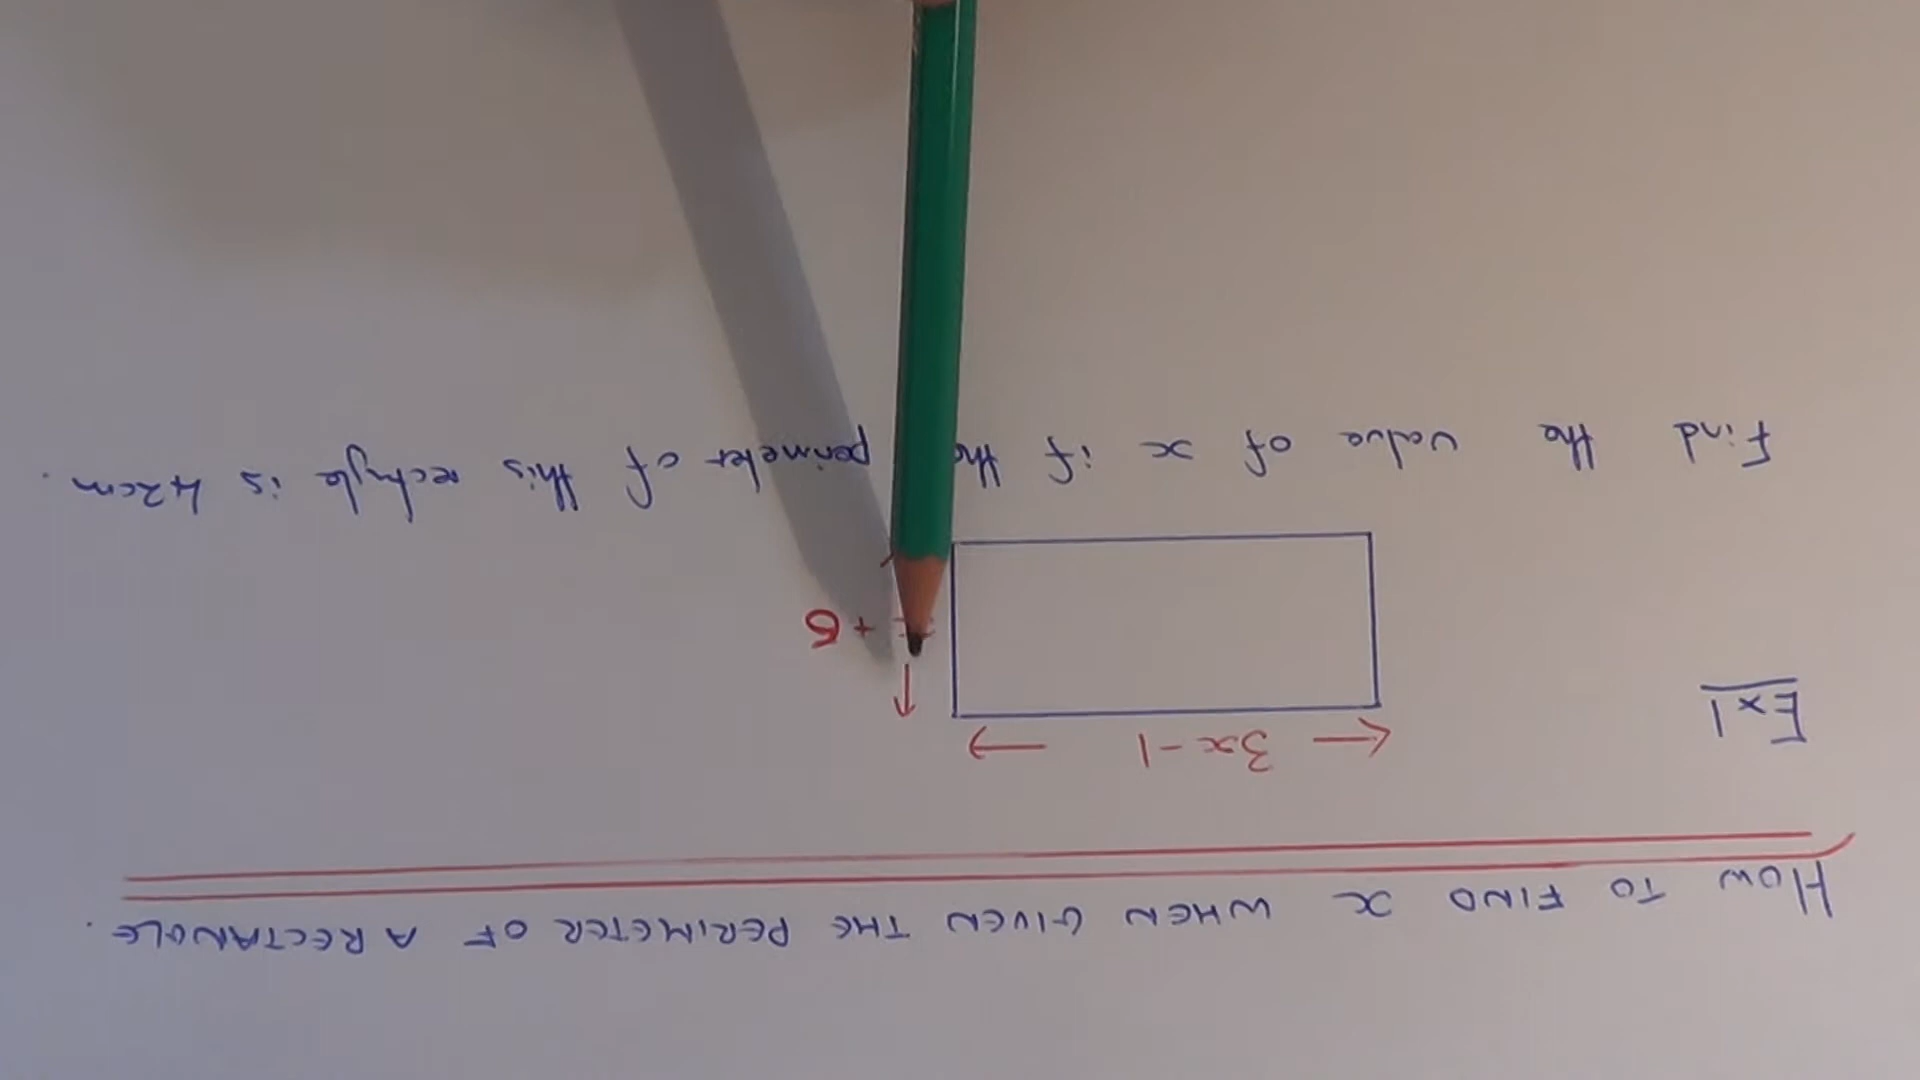 HOW TO FIND x WHEN GIVEN THE PERIMETER OF A RECTANGLE.
Ex 1
3x - 1
+ 6
Find the value of x if the perimeter of this rectangle is 42cm.